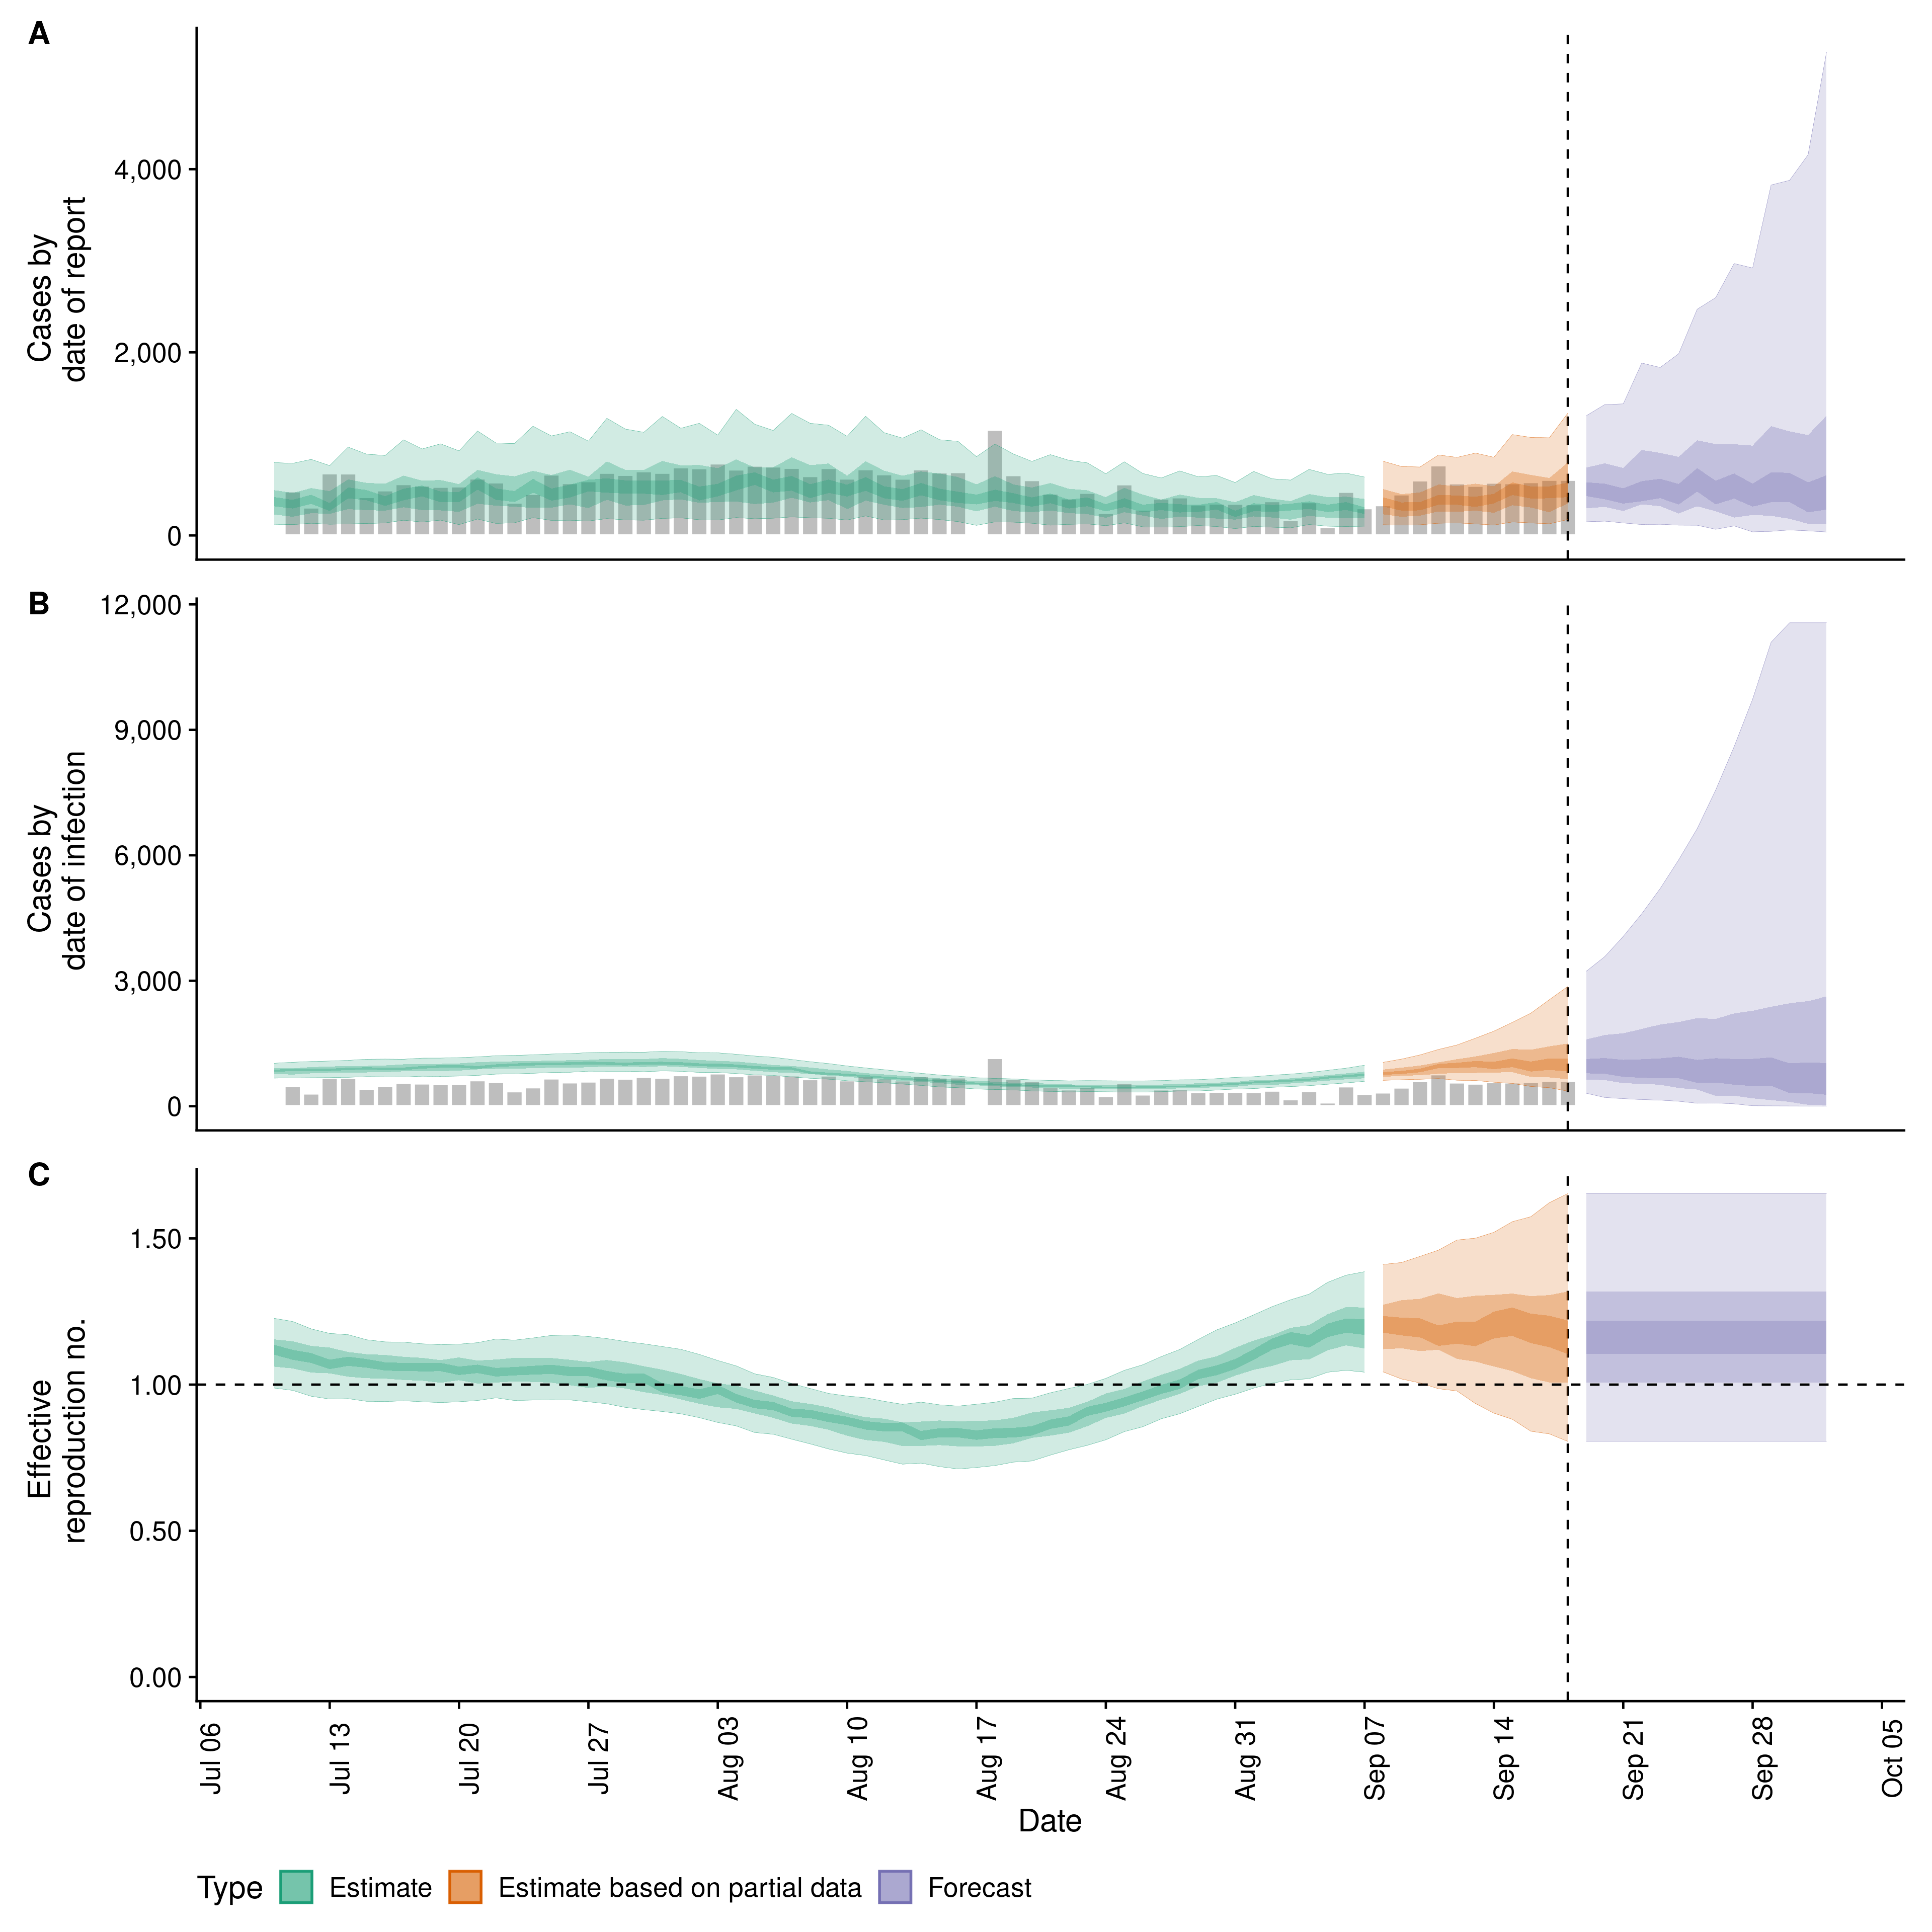 A
Cases by
date of report
4,000
2,000
0
B
Cases by
date of infection
12,000
9,000
6,000
3,000
0
C
Effective
reproduction no.
1.50
1.00
0.50
0.00
Jul 06
Jul 13
Jul 20
Jul 27
Aug 03
Aug 10
Aug 17
Aug 24
Aug 31
Sep 07
Sep 14
Sep 21
Sep 28
Oct 05
Date
Type Estimate Estimate based on partial data Forecast